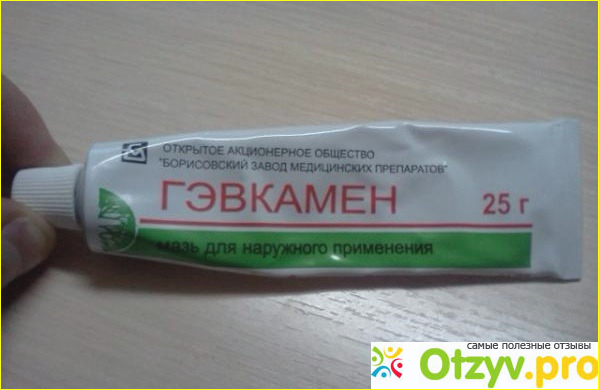 ОТКРЫТОЕ АКЦИОНЕРНОЕ ОБЩЕСТВО
"БОРИСОВСКИЙ ЗАВОД МЕДИЦИНСКИХ ПРЕПАРАТОВ"
ГЭВКАМЕН 25 г
мазь для наружного применения
самые полезные отзывы
Otzyv.pro